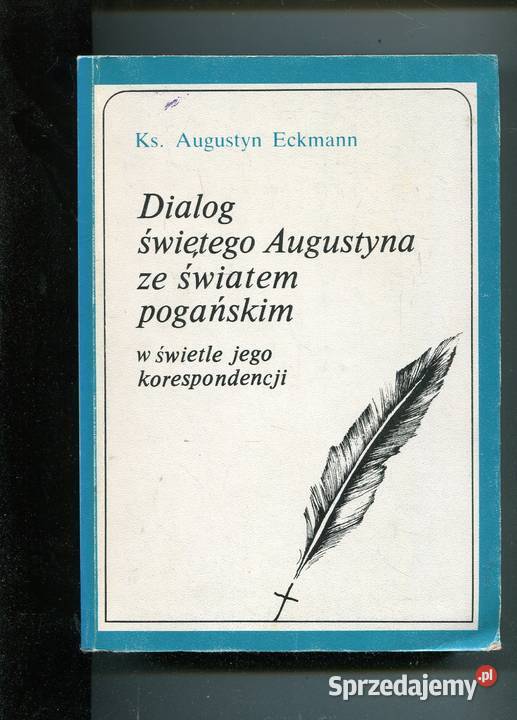 Ks. Augustyn Eckmann
Dialog
świętego Augustyna
ze światem
pogańskim
w świetle jego
korespondencji
Sprzedajemy.pl